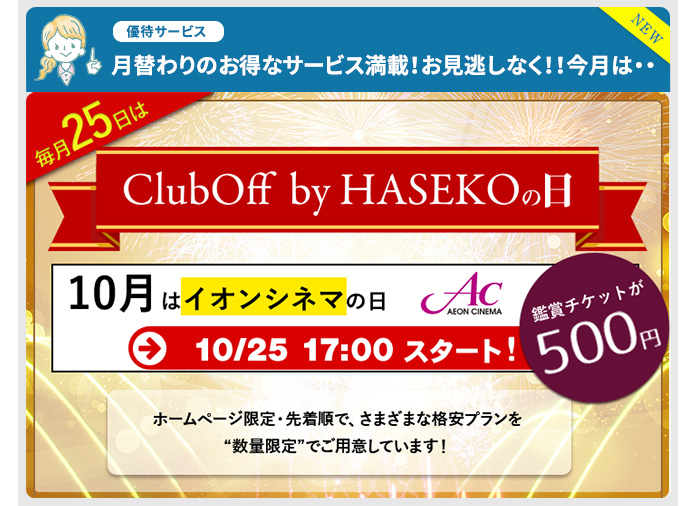 優待サービス
月替わりのお得なサービス満載！お見逃しなく！！今月は・・
NEW
毎月25日は
ClubOff by HASEKOの日
10月はイオンシネマの日
AC
AEON CINEMA
鑑賞チケットが
500円
10/25 17:00 スタート！
ホームページ限定・先着順で、さまざまな格安プランを
“数量限定”でご用意しています！